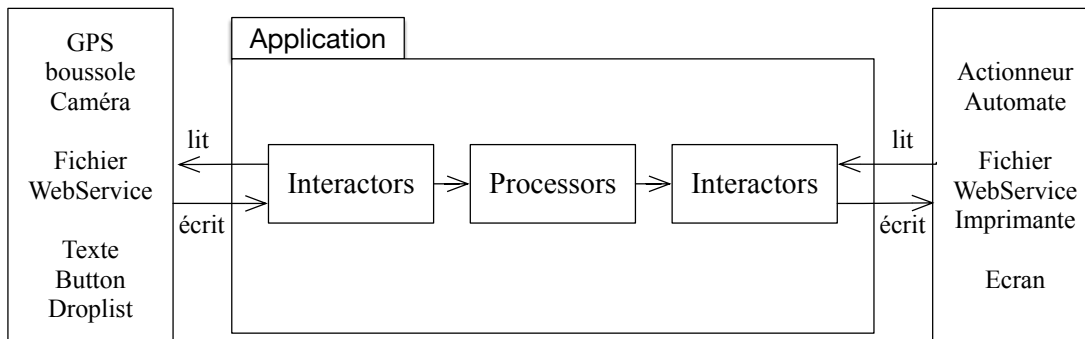 GPS
boussole
Caméra
Fichier
WebService
Texte
Button
Droplist
Application
lit
écrit
Interactors
Processors
Interactors
lit
écrit
Actionneur
Automate
Fichier
WebService
Imprimante
Ecran